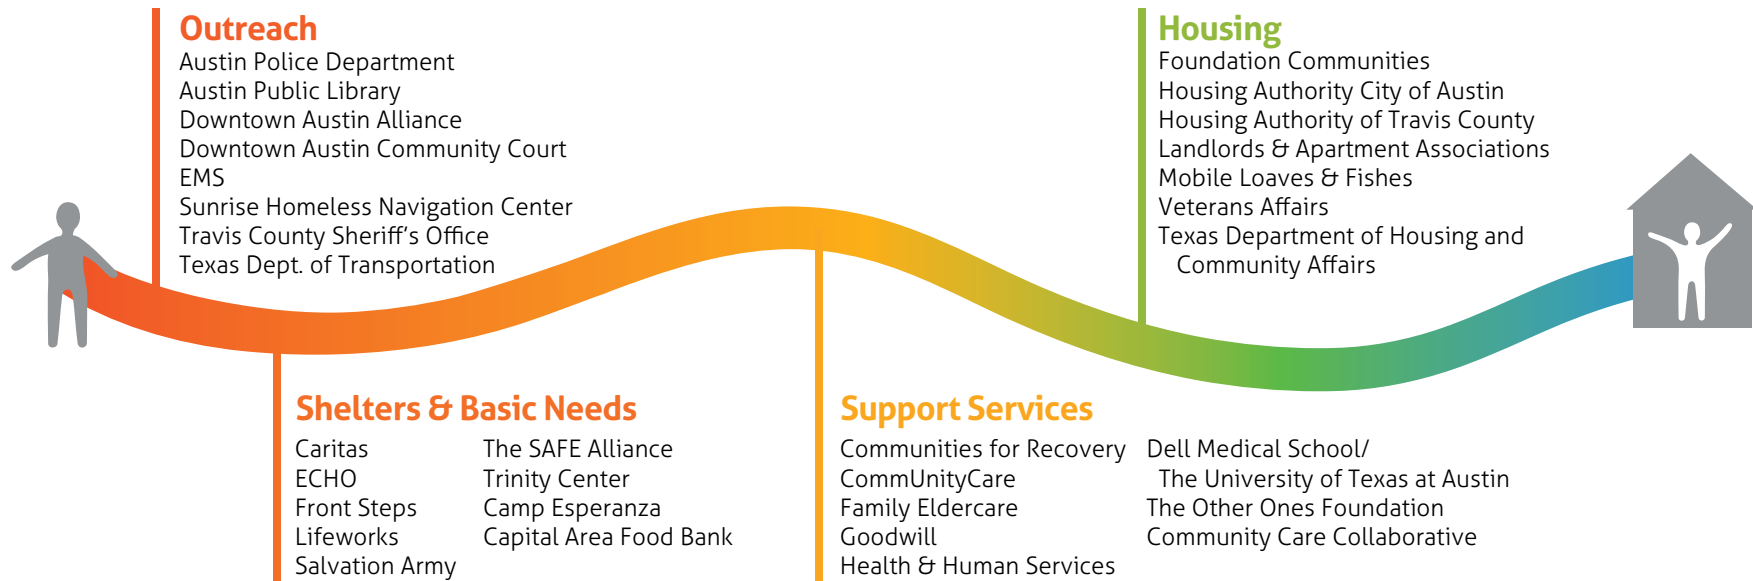 Outreach
Austin Police Department
Austin Public Library
Downtown Austin Alliance
Downtown Austin Community Court
EMS
Sunrise Homeless Navigation Center
Travis County Sheriff's Office
Texas Dept. of Transportation
Shelters & Basic Needs
Caritas
ECHO
Front Steps
Lifeworks
Salvation Army
The SAFE Alliance
Trinity Center
Camp Esperanza
Capital Area Food Bank
Support Services
Communities for Recovery
CommUnityCare
Family Eldercare
Goodwill
Health & Human Services
Dell Medical School/
The University of Texas at Austin
The Other Ones Foundation
Community Care Collaborative
Housing
Foundation Communities
Housing Authority City of Austin
Housing Authority of Travis County
Landlords & Apartment Associations
Mobile Loaves & Fishes
Veterans Affairs
Texas Department of Housing and
Community Affairs